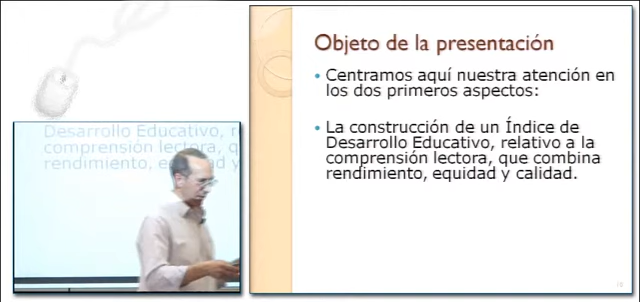 Objeto de la presentación
• Centramos aquí nuestra atención en
los dos primeros aspectos:
• La construcción de un Índice de
Desarrollo Educativo, relativo a la
comprensión lectora, que combina
rendimiento, equidad y calidad.
Desarrollo Educativo, r
comprensión lectora, q
rendimiento, e
dad y